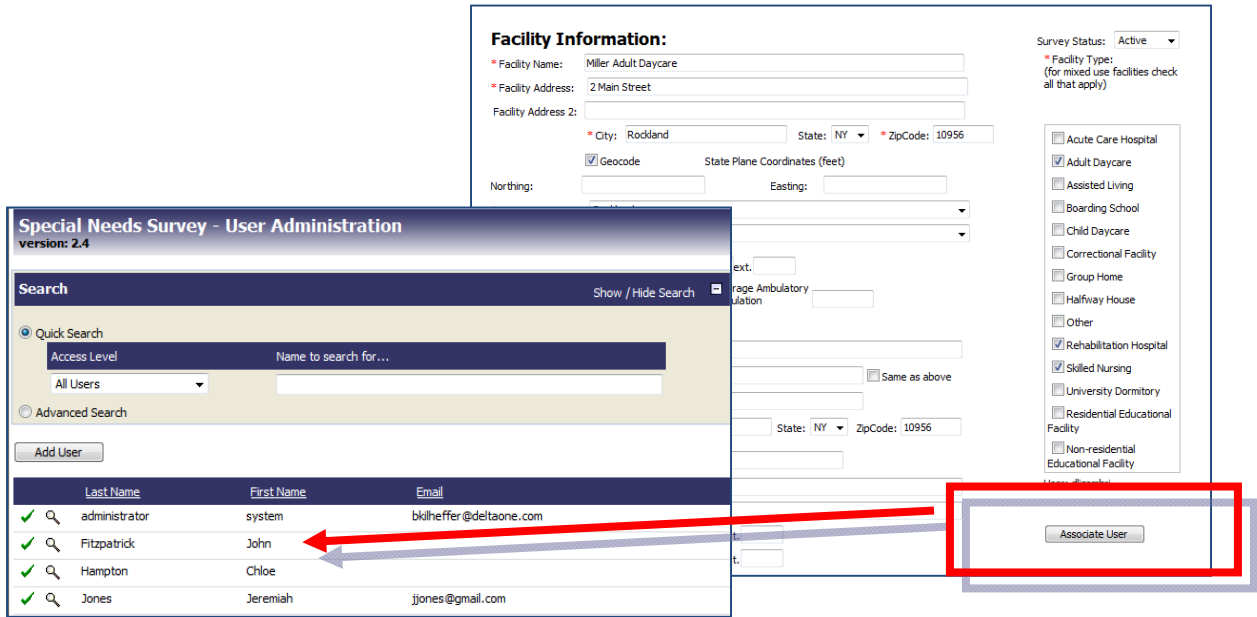 Facility Information:
Survey Status: Active
* Facility Name: Miller Adult Daycare
* Facility Type:
(for mixed use facilities check
all that apply)
* Facility Address: 2 Main Street
Facility Address 2:
* City: Rockland State: NY * ZipCode: 10956
Geocode State Plane Coordinates (feet)
Northing: Easting:
ext.
Ambulatory
Same as above
State: NY ZipCode: 10956
Acute Care Hospital
Adult Daycare
Assisted Living
Boarding School
Child Daycare
Correctional Facility
Group Home
Halfway House
Other
Rehabilitation Hospital
Skilled Nursing
University Dormitory
Residential Educational
Facility
Non-residential
Educational Facility
Associate User
Special Needs Survey - User Administration
version: 2.4
Search Show / Hide Search
Quick Search
Access Level Name to search for...
All Users
Advanced Search
Add User
Last Name First Name Email
administrator system bkilheffer@deltaone.com
Fitzpatrick John
Hampton Chloe
Jones Jeremiah jjones@gmail.com